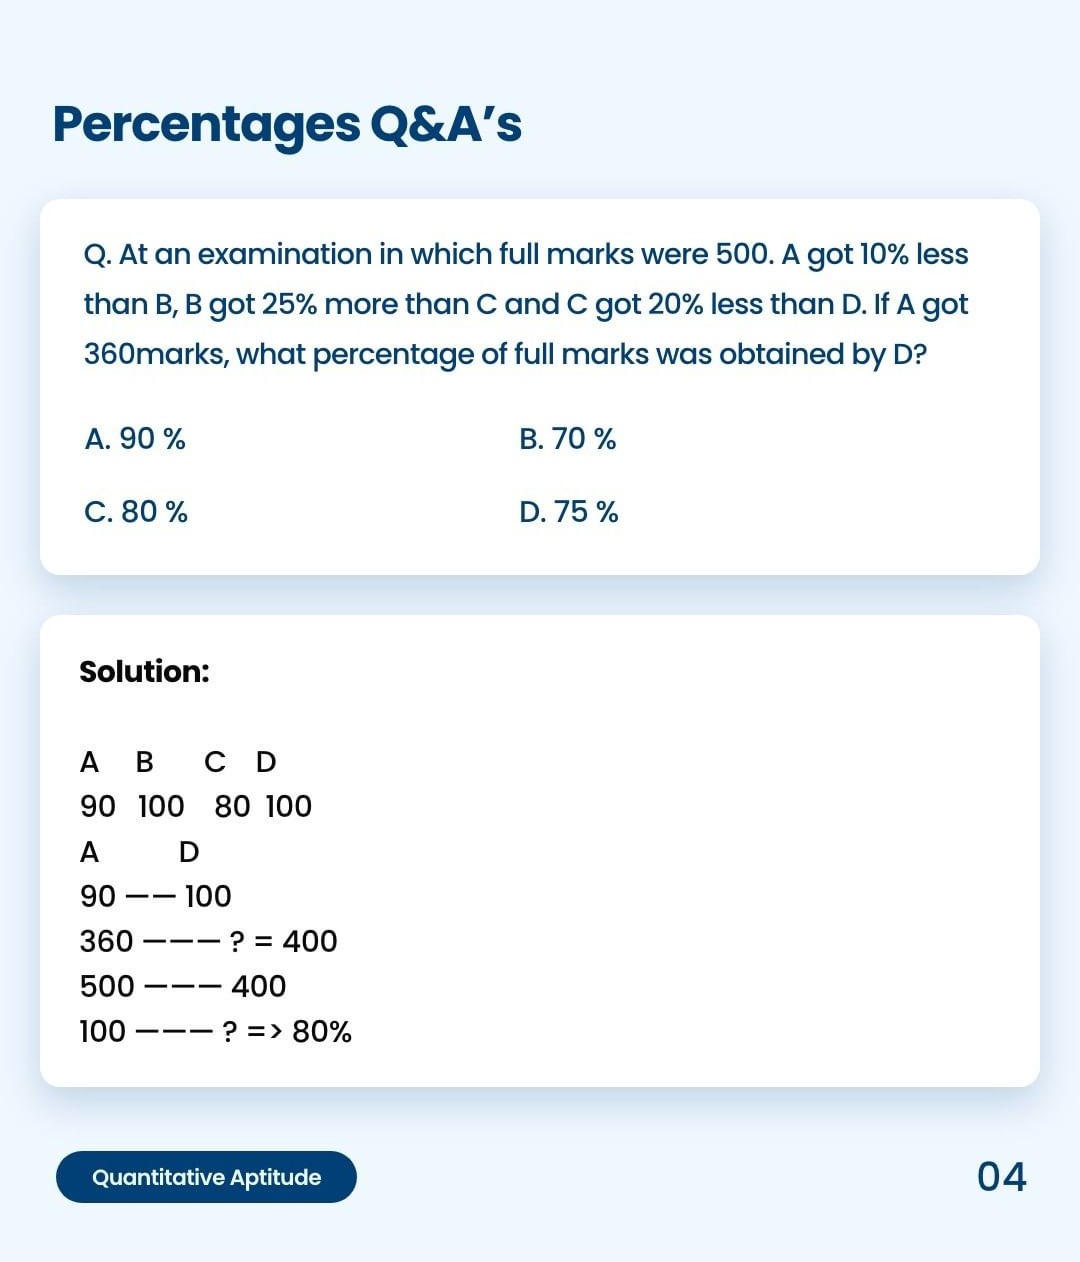 Percentages Q&A's
Q. At an examination in which full marks were 500. A got 10% less
than B, B got 25% more than C and C got 20% less than D. If A got
360marks, what percentage of full marks was obtained by D?
A. 90 % B. 70 %
C. 80 % D. 75 %
Solution:
A B C D
90 100 80 100
A D
90 —— 100
360 ——— ? = 400
500 ——— 400
100 ——— ? => 80%
Quantitative Aptitude 04